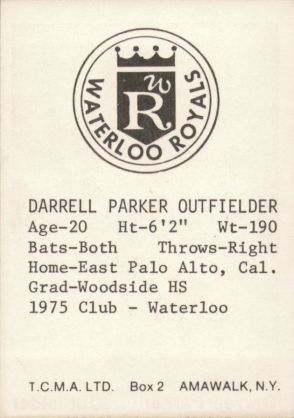 W
R
WATERLOO ROYALS
DARRELL PARKER OUTFIELDER
Age-20 Ht-6'2" Wt-190
Bats-Both Throws-Right
Home-East Palo Alto, Cal.
Grad-Woodside HS
1975 Club - Waterloo
T.C.M.A. LTD. Box 2 AMAWALK, N.Y.